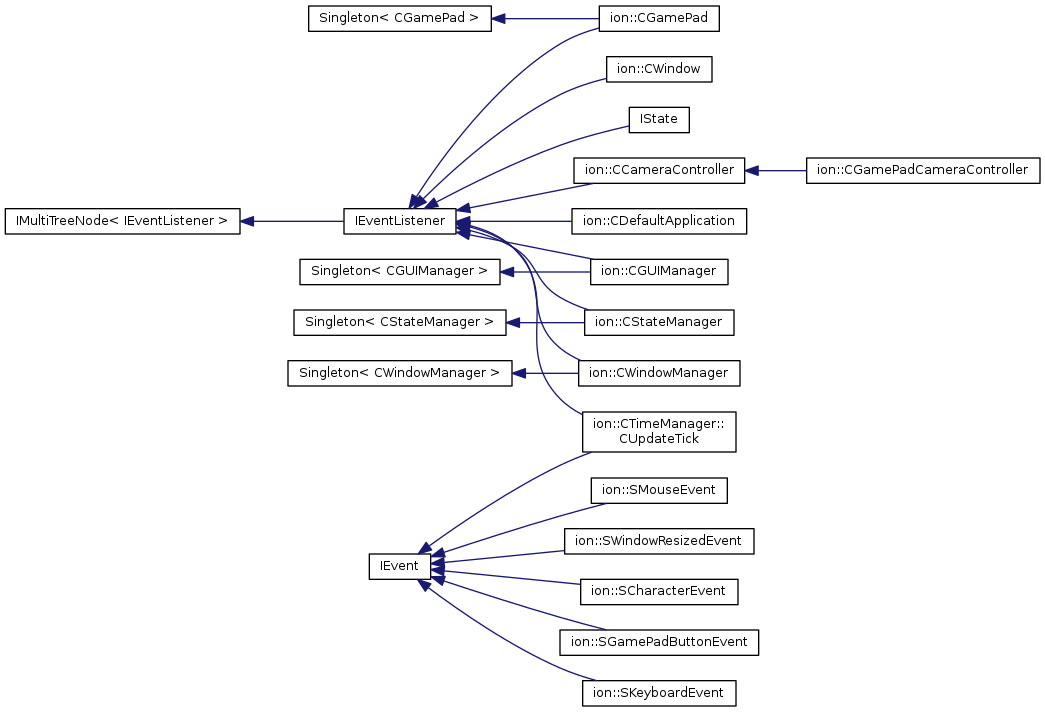 Singleton< CGamePad >
ion::CGamePad
ion::CWindow
IState
ion::CCameraController
ion::CGamePadCameraController
IMultiTreeNode< IEventListener >
IEventListener
ion::CDefaultApplication
Singleton< CGUIManager >
ion::CGUIManager
Singleton< CStateManager >
ion::CStateManager
Singleton< CWindowManager >
ion::CWindowManager
ion::CTimeManager::
CUpdateTick
ion::SMouseEvent
ion::SWindowResizedEvent
IEvent
ion::SCharacterEvent
ion::SGamePadButtonEvent
ion::SKeyboardEvent